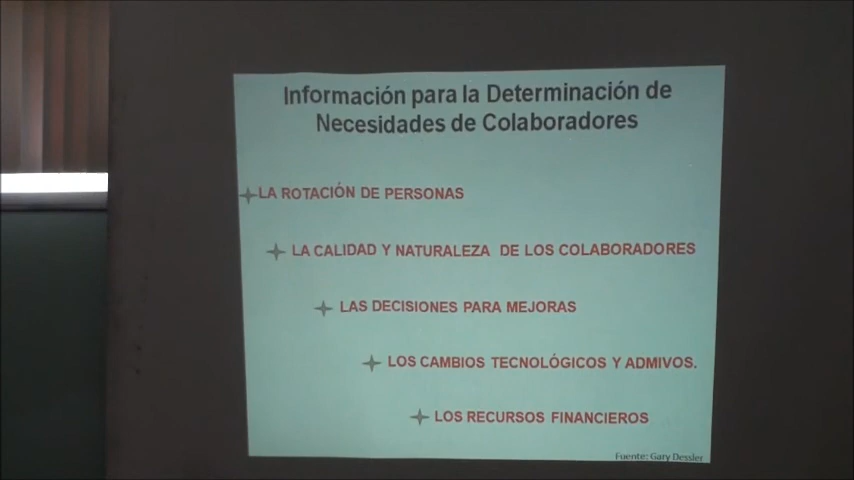 Información para la Determinación de
Necesidades de Colaboradores
LA ROTACIÓN DE PERSONAS
LA CALIDAD Y NATURALEZA DE LOS COLABORADORES
LAS DECISIONES PARA MEJORAS
LOS CAMBIOS TECNOLÓGICOS Y ADMIVOS.
LOS RECURSOS FINANCIEROS
Fuente: Gary Dessler